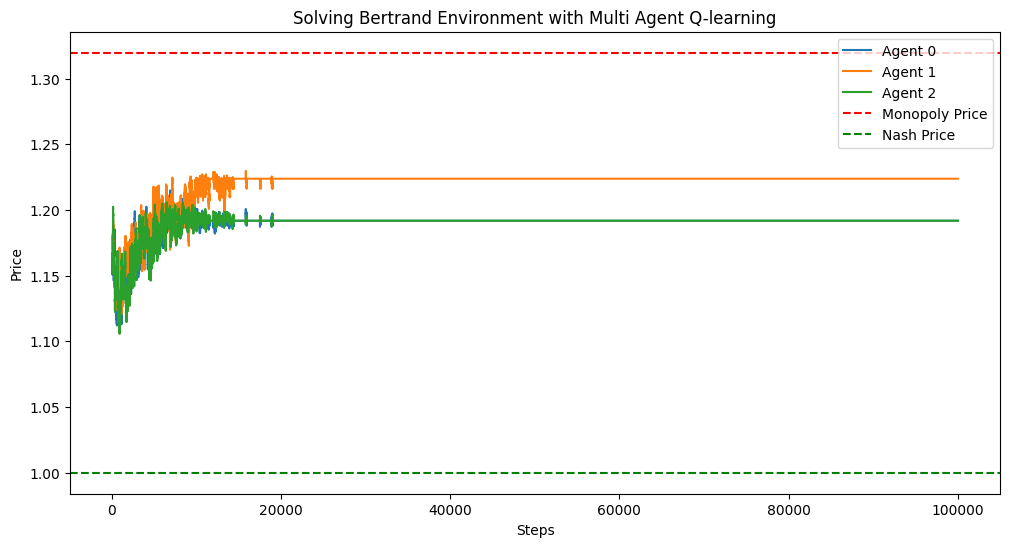 Solving Bertrand Environment with Multi Agent Q-learning
Agent 0
Agent 1
Agent 2
Monopoly Price
Nash Price
Price
1.30
1.25
1.20
1.15
1.10
1.05
1.00
0
20000
40000
60000
80000
100000
Steps